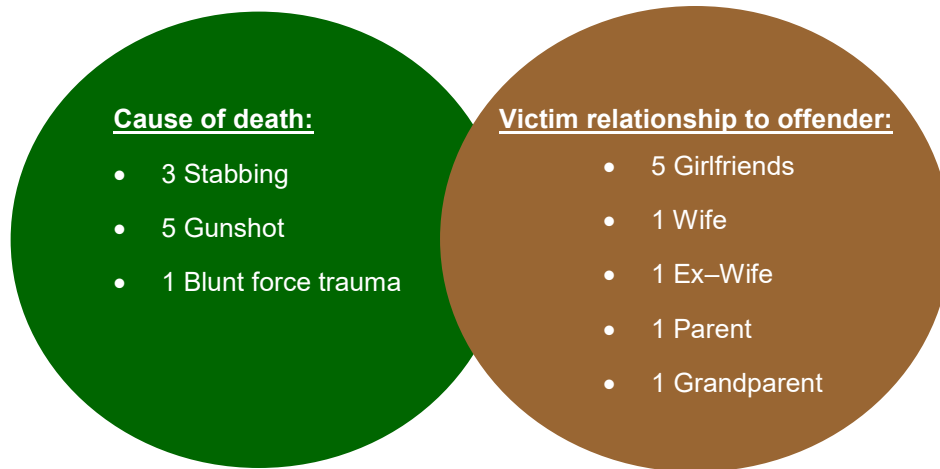 Cause of death:
• 3 Stabbing
• 5 Gunshot
• 1 Blunt force trauma
Victim relationship to offender:
• 5 Girlfriends
• 1 Wife
• 1 Ex–Wife
• 1 Parent
• 1 Grandparent